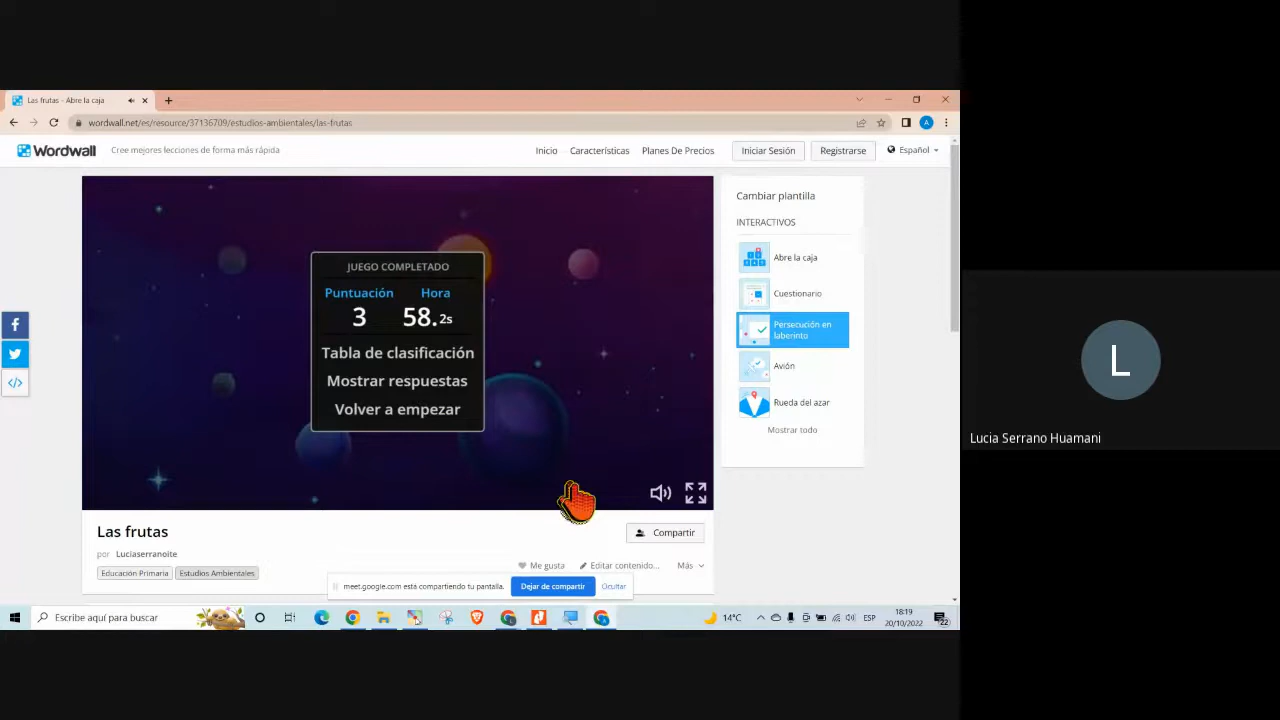 Las frutas - Abre la caja
wordwall.net/es/resource/37136709/estudios-ambientales/las-frutas
A
Wordwall
Cree mejores lecciones de forma más rápida
Inicio
Características
Planes De Precios
Iniciar Sesión
Registrarse
Español
JUEGO COMPLETADO
Puntuación Hora
3 58.2s
Tabla de clasificación
Mostrar respuestas
Volver a empezar
Cambiar plantilla
INTERACTIVOS
Abre la caja
Cuestionario
Persecución en
laberinto
Avión
Rueda del azar
Mostrar todo
Las frutas
Compartir
por Luciaserranoite
Me gusta
Editar contenido...
Más
Educación Primaria
Estudios Ambientales
meet.google.com está compartiendo tu pantalla.
Dejar de compartir
Ocultar
Escribe aquí para buscar
14°C
ESP
18:19
20/10/2022
22
L
Lucia Serrano Huamani